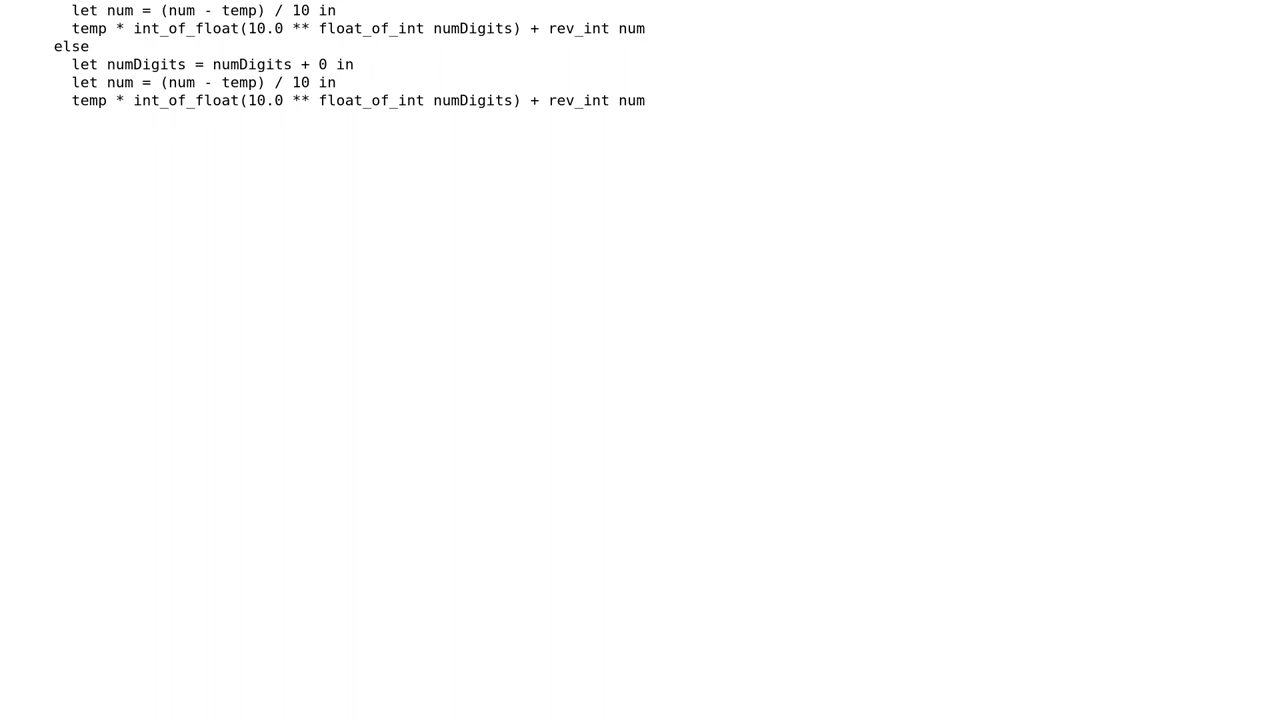 let num = (num - temp) / 10 in
temp * int_of_float(10.0 ** float_of_int numDigits) + rev_int num
else
let numDigits = numDigits + 0 in
let num = (num - temp) / 10 in
temp * int_of_float(10.0 ** float_of_int numDigits) + rev_int num